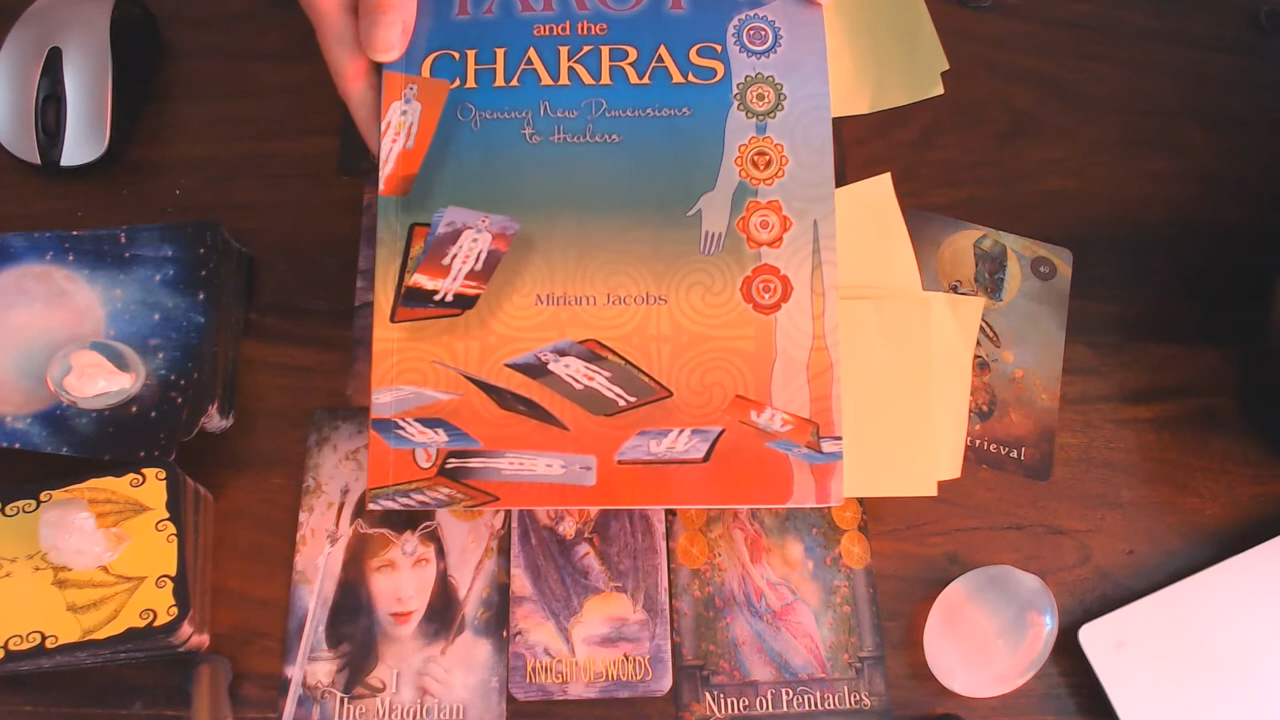 TAROT
and the
CHAKRAS
Opening New Dimensions
to Healers
Miriam Jacobs
49
trieval
I
The Magician
KNIGHT OF SWORDS
Nine of Pentacles